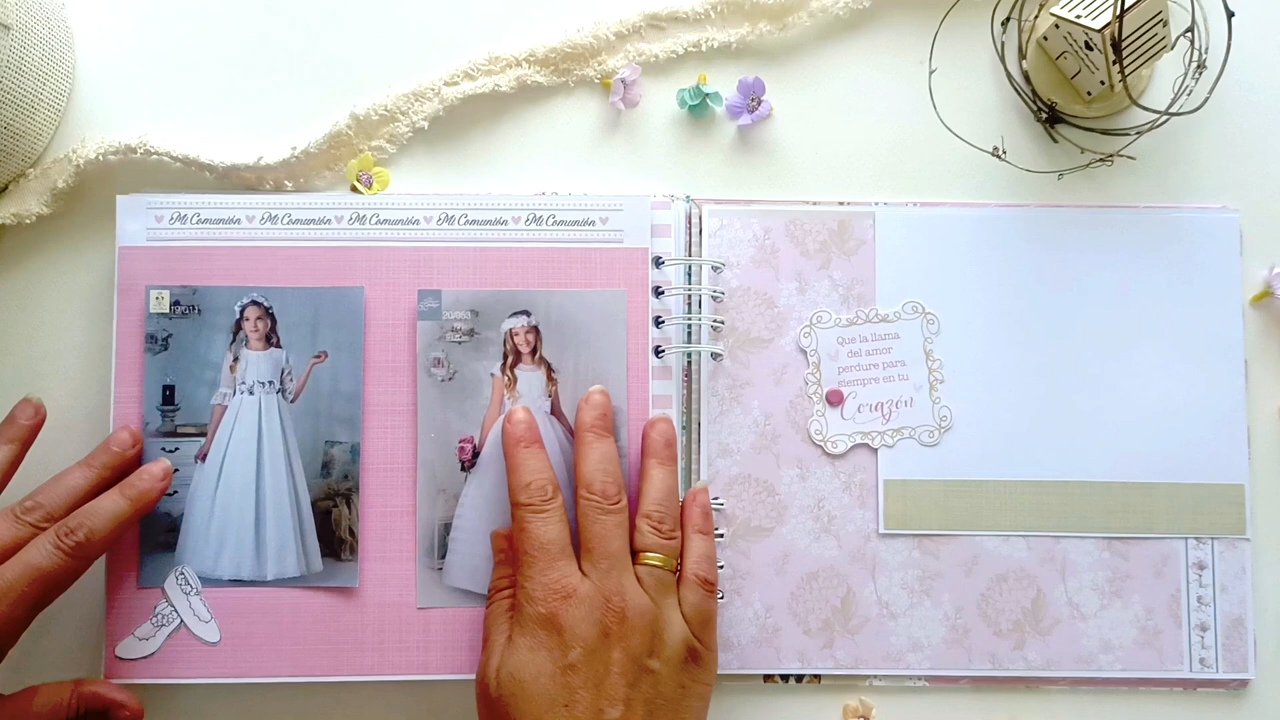 Mi Comunión Mi Comunión Mi Comunión Mi Comunión Mi Comunión
19/011
20/053
Que la llama
del amor
perdure para
siempre en tu
Corazón